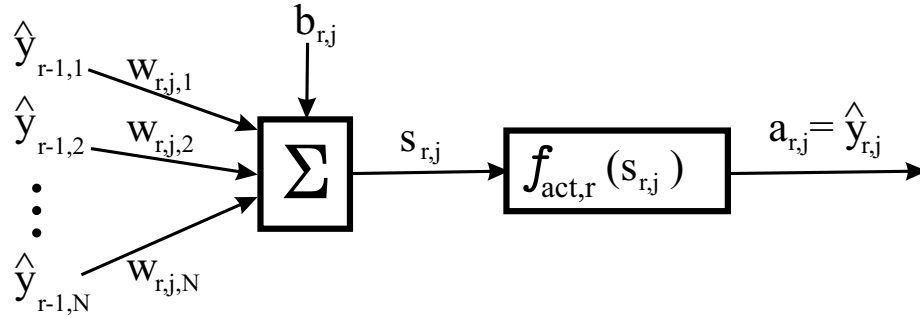 ŷ_{r-1,1}
w_{r,j,1}
ŷ_{r-1,2}
w_{r,j,2}
⋮
ŷ_{r-1,N}
w_{r,j,N}
b_{r,j}
Σ
s_{r,j}
f_{act,r} (s_{r,j})
a_{r,j} = ŷ_{r,j}